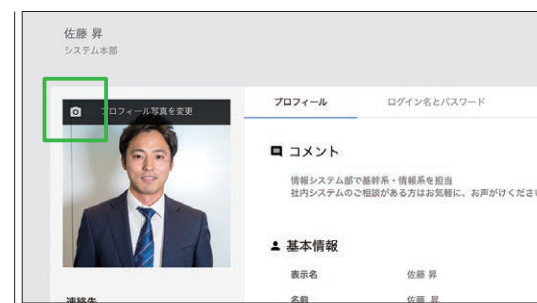 佐藤 昇
システム本部
プロフィール写真を変更
プロフィール
ログイン名とパスワード
コメント
情報システム部で基幹系・情報系を担当
社内システムのご相談がある方はお気軽に、お声がけくださ
基本情報
表示名 佐藤 昇
名前 佐藤 昇
連絡先